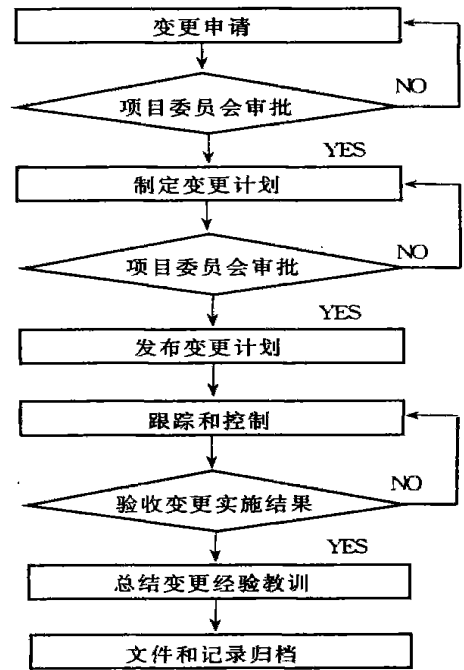 变更申请
NO
项目委员会审批
YES
制定变更计划
NO
项目委员会审批
YES
发布变更计划
跟踪和控制
NO
验收变更实施结果
YES
总结变更经验教训
文件和记录归档